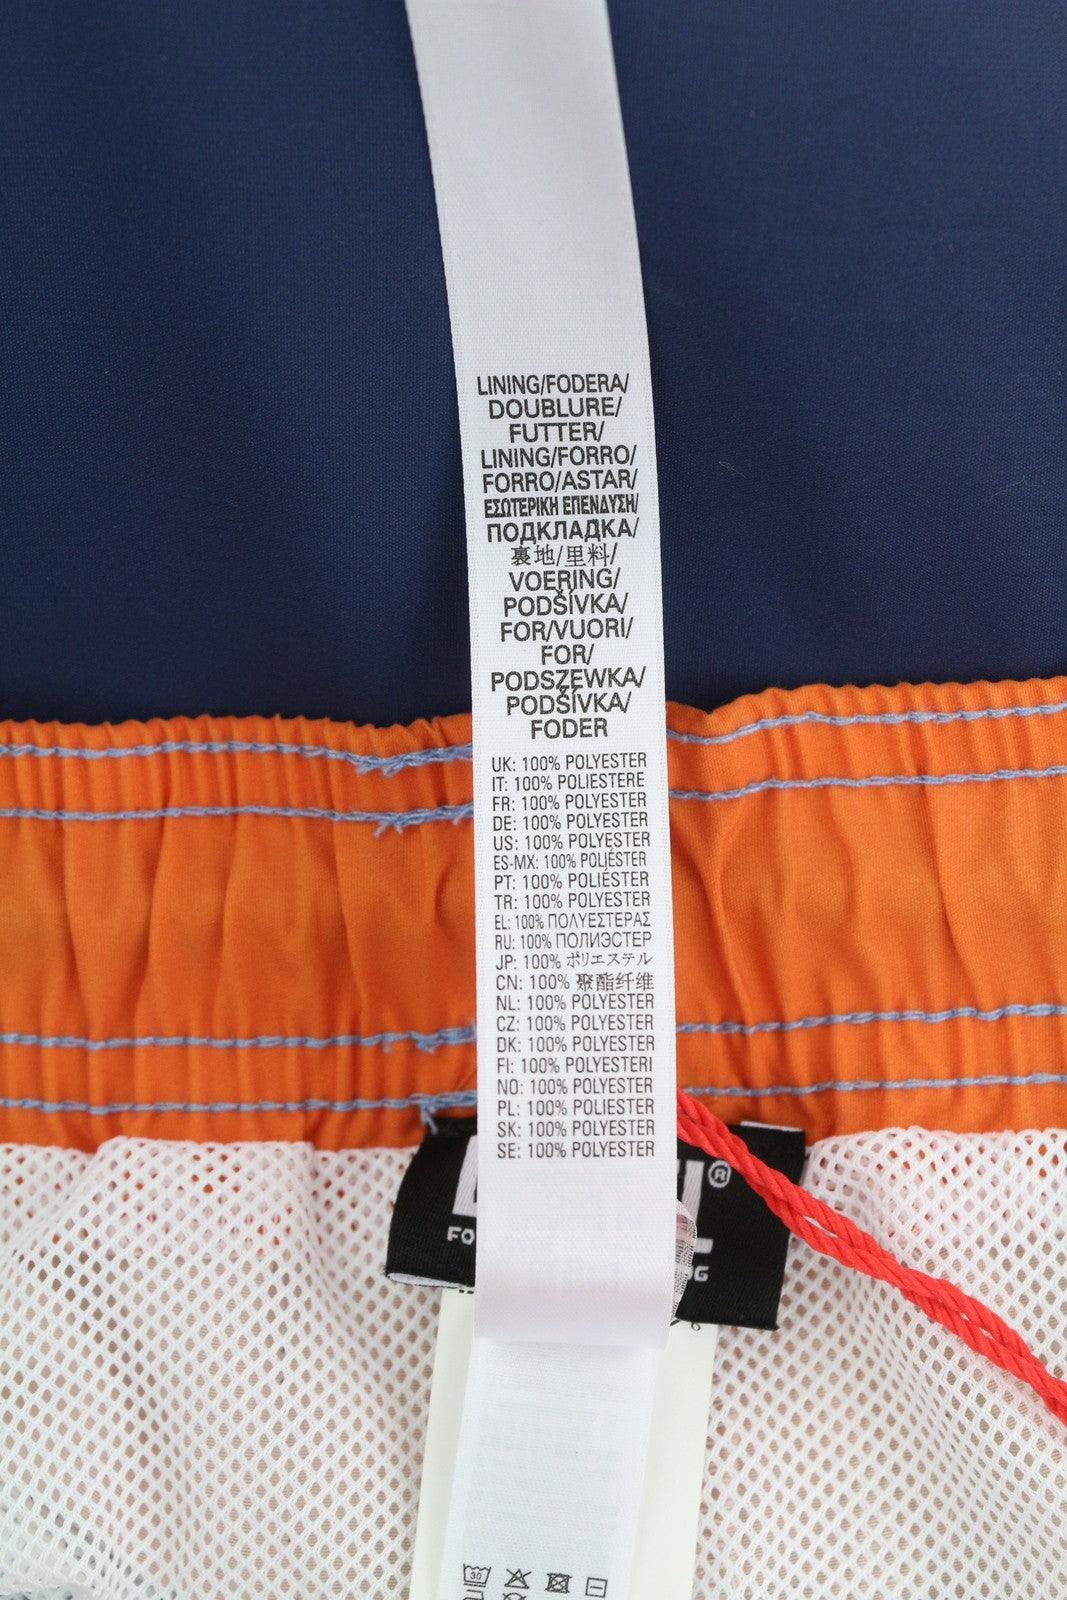 LINING/FODERA/
DOUBLURE/
FUTTER/
LINING/FORRO/
FORRO/ASTAR/
ΕΣΩΤΕΡΙΚΗ ΕΠΕΝΔΥΣΗ/
ПОДКЛАДКА/
裏地/里料/
VOERING/
PODŠÍVKA/
FOR/VUORI/
FOR/
PODSZEWKA/
PODŠÍVKA/
FODER
UK: 100% POLYESTER
IT: 100% POLIESTERE
FR: 100% POLYESTER
DE: 100% POLYESTER
US: 100% POLYESTER
ES-MX: 100% POLIÉSTER
PT: 100% POLIÉSTER
TR: 100% POLYESTER
EL: 100% ΠΟΛΥΕΣΤΕΡΑΣ
RU: 100% ПОЛИЭСТЕР
JP: 100% ポリエステル
CN: 100% 聚酯纤维
NL: 100% POLYESTER
CZ: 100% POLYESTER
DK: 100% POLYESTER
FI: 100% POLYESTERI
NO: 100% POLYESTER
PL: 100% POLIESTER
SK: 100% POLYESTER
SE: 100% POLYESTER
®
30